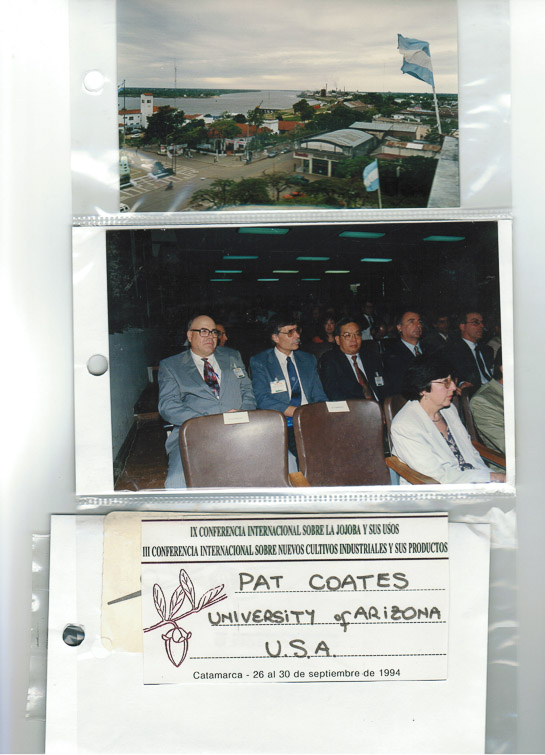 IX CONFERENCIA INTERNACIONAL SOBRE LA JOJOBA Y SUS USOS
III CONFERENCIA INTERNACIONAL SOBRE NUEVOS CULTIVOS INDUSTRIALES Y SUS PRODUCTOS
PAT COATES
UNIVERSITY of ARIZONA
U.S.A.
Catamarca - 26 al 30 de septiembre de 1994